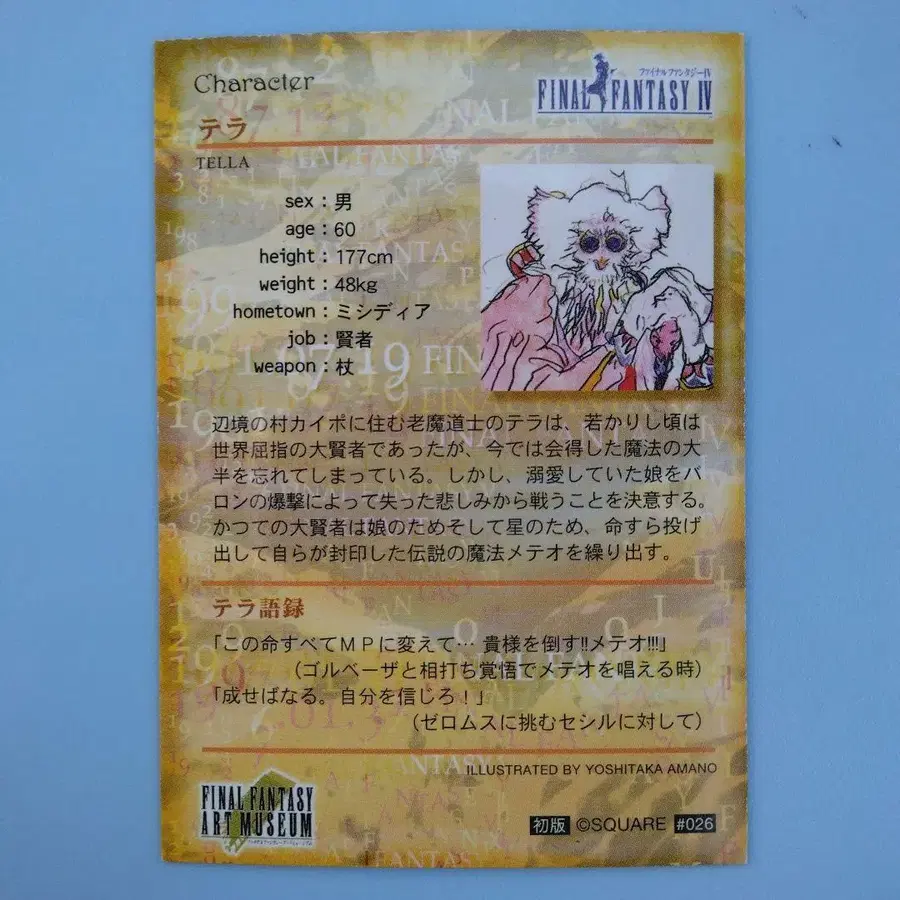 Character
ファイナルファンタジーIV
FINAL FANTASY IV
テラ
TELLA
sex：男
age：60
height：177cm
weight：48kg
hometown：ミシディア
job：賢者
weapon：杖
辺境の村カイポに住む老魔道士のテラは、若かりし頃は
世界屈指の大賢者であったが、今では会得した魔法の大
半を忘れてしまっている。しかし、溺愛していた娘をバ
ロンの爆撃によって失った悲しみから戦うことを決意する。
かつての大賢者は娘のためそして星のため、命すら投げ
出して自らが封印した伝説の魔法メテオを繰り出す。
テラ語録
「この命すべてＭＰに変えて… 貴様を倒す!!メテオ!!!」
（ゴルベーザと相打ち覚悟でメテオを唱える時）
「成せばなる。自分を信じろ！」
（ゼロムスに挑むセシルに対して）
ILLUSTRATED BY YOSHITAKA AMANO
FINAL FANTASY
ART MUSEUM
初版 ©SQUARE #026